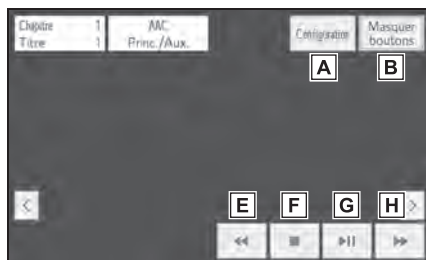 Chapitre 1
Titre 1
AAC
Princ./Aux.
Configuration
Masquer
boutons
A
B
E
F
G
H